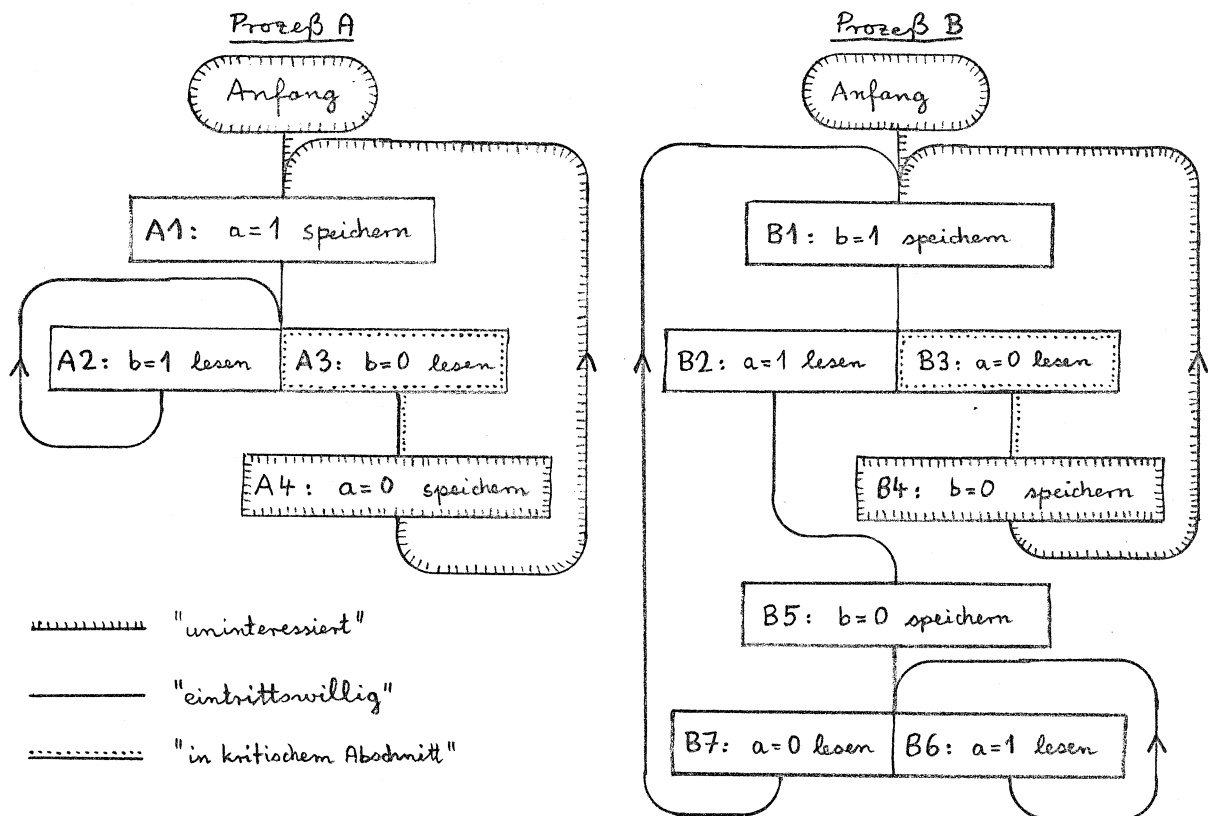 Prozeß A
Anfang
A1: a=1 speichern
A2: b=1 lesen
A3: b=0 lesen
A4: a=0 speichern
Prozeß B
Anfang
B1: b=1 speichern
B2: a=1 lesen
B3: a=0 lesen
B4: b=0 speichern
B5: b=0 speichern
B7: a=0 lesen
B6: a=1 lesen
"uninteressiert"
"eintrittswillig"
"in kritischem Abschnitt"